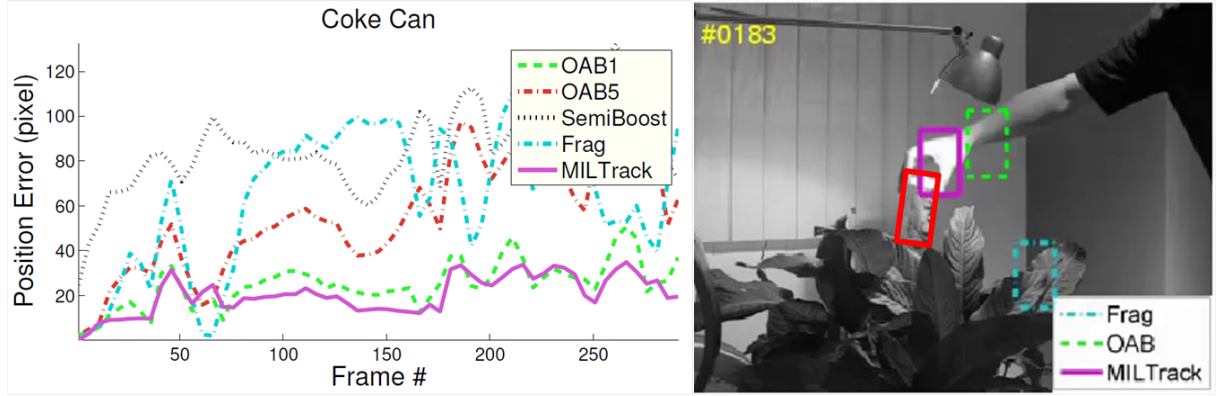 Coke Can
Position Error (pixel)
120
100
80
60
40
20
50
100
150
200
250
Frame #
OAB1
OAB5
SemiBoost
Frag
MILTrack
#0183
Frag
OAB
MILTrack